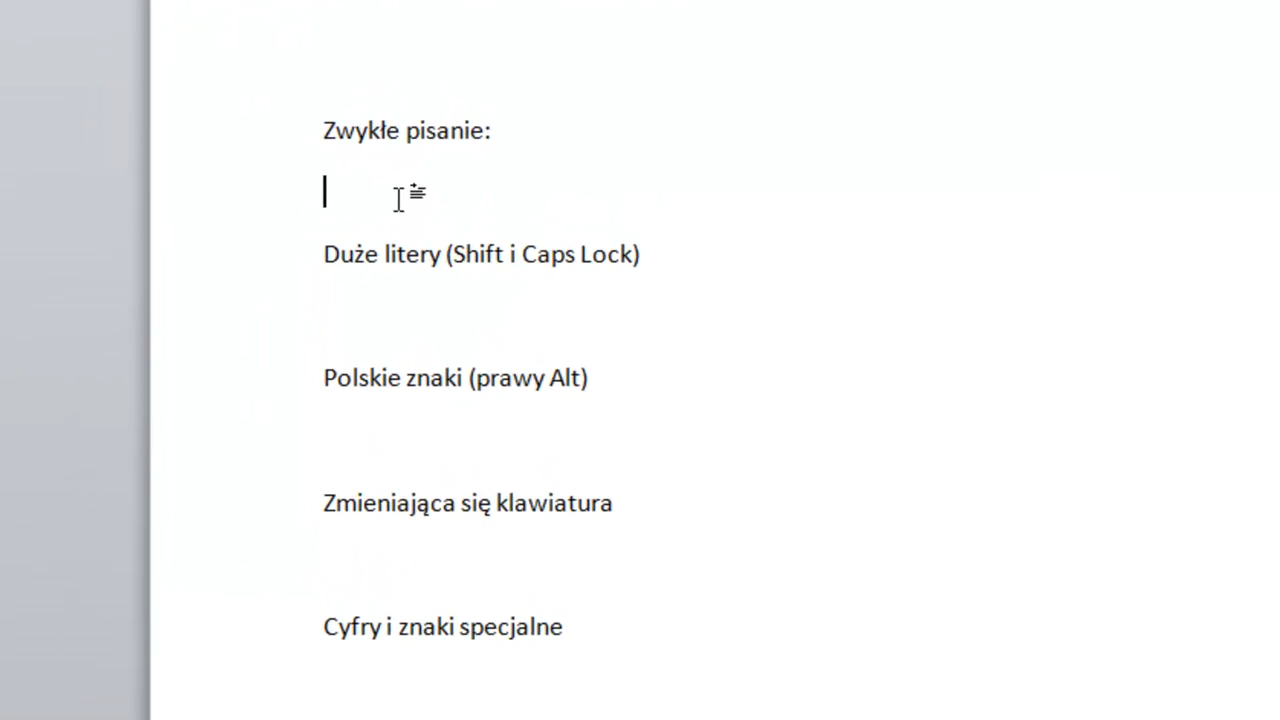 Zwykłe pisanie:
Duże litery (Shift i Caps Lock)
Polskie znaki (prawy Alt)
Zmieniająca się klawiatura
Cyfry i znaki specjalne